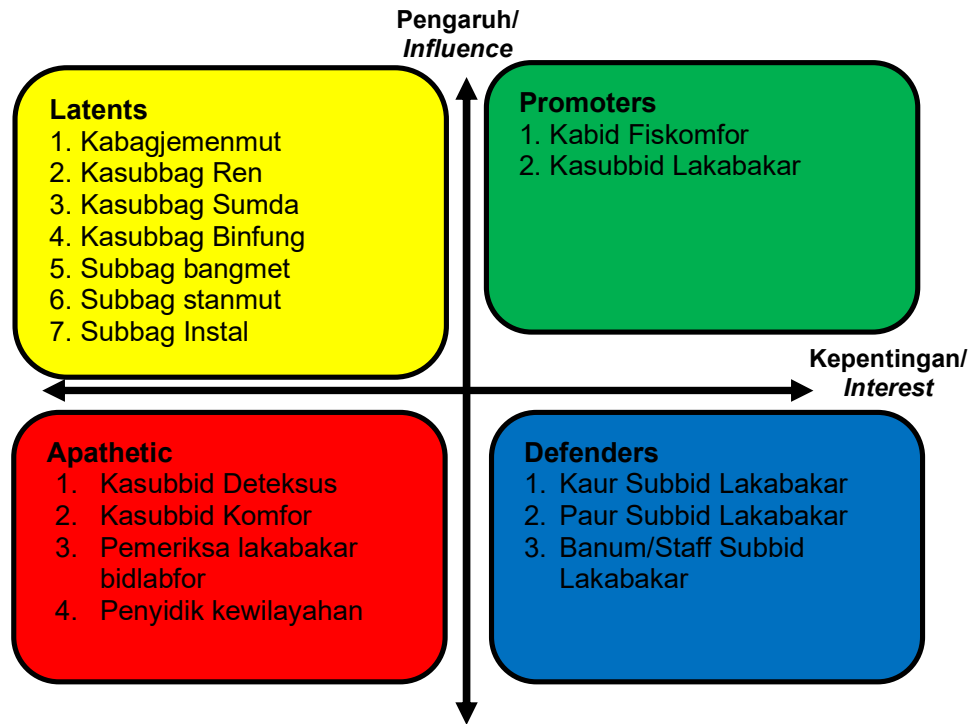 Pengaruh/
Influence
Latents
1. Kabagjemenmut
2. Kasubbag Ren
3. Kasubbag Sumda
4. Kasubbag Binfung
5. Subbag bangmet
6. Subbag stanmut
7. Subbag Instal
Promoters
1. Kabid Fiskomfor
2. Kasubbid Lakabakar
Kepentingan/
Interest
Apathetic
1. Kasubbid Deteksus
2. Kasubbid Komfor
3. Pemeriksa lakabakar
bidlabfor
4. Penyidik kewilayahan
Defenders
1. Kaur Subbid Lakabakar
2. Paur Subbid Lakabakar
3. Banum/Staff Subbid
Lakabakar